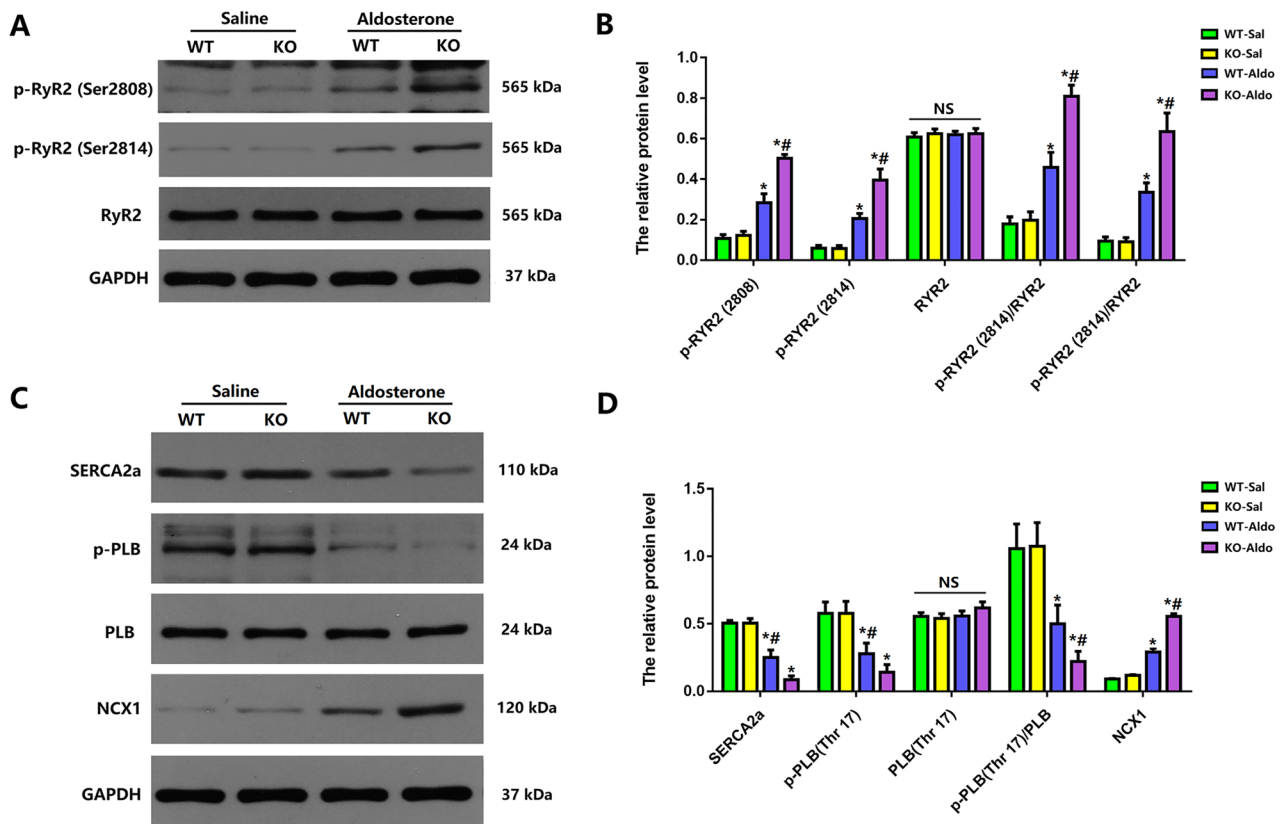 A
Saline Aldosterone
WT KO WT KO
p-RyR2 (Ser2808) 565 kDa
p-RyR2 (Ser2814) 565 kDa
RyR2 565 kDa
GAPDH 37 kDa
B
The relative protein level
1.0
0.8
0.6
0.4
0.2
0.0
* *# * *# NS * *# * *#
p-RYR2 (2808)
p-RYR2 (2814)
RYR2
p-RYR2 (2814)/RYR2
p-RYR2 (2814)/RYR2
WT-Sal
KO-Sal
WT-Aldo
KO-Aldo
C
Saline Aldosterone
WT KO WT KO
SERCA2a 110 kDa
p-PLB 24 kDa
PLB 24 kDa
NCX1 120 kDa
GAPDH 37 kDa
D
The relative protein level
1.5
1.0
0.5
0.0
*# * *# * NS * *# * *#
SERCA2a
p-PLB(Thr 17)
PLB(Thr 17)
p-PLB(Thr 17)/PLB
NCX1
WT-Sal
KO-Sal
WT-Aldo
KO-Aldo